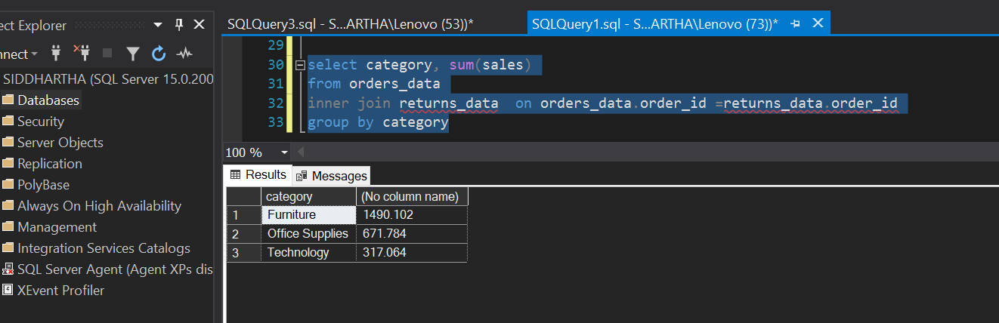 ect Explorer
SQLQuery3.sql - S...ARTHA\Lenovo (53))*
SQLQuery1.sql - S...ARTHA\Lenovo (73))*
nnect
SIDDHARTHA (SQL Server 15.0.200
Databases
Security
Server Objects
Replication
PolyBase
Always On High Availability
Management
Integration Services Catalogs
SQL Server Agent (Agent XPs dis
XEvent Profiler
29
30 select category, sum(sales)
31 from orders_data
32 inner join returns_data  on orders_data.order_id =returns_data.order_id
33 group by category
100 %
Results Messages
category (No column name)
1 Furniture 1490.102
2 Office Supplies 671.784
3 Technology 317.064